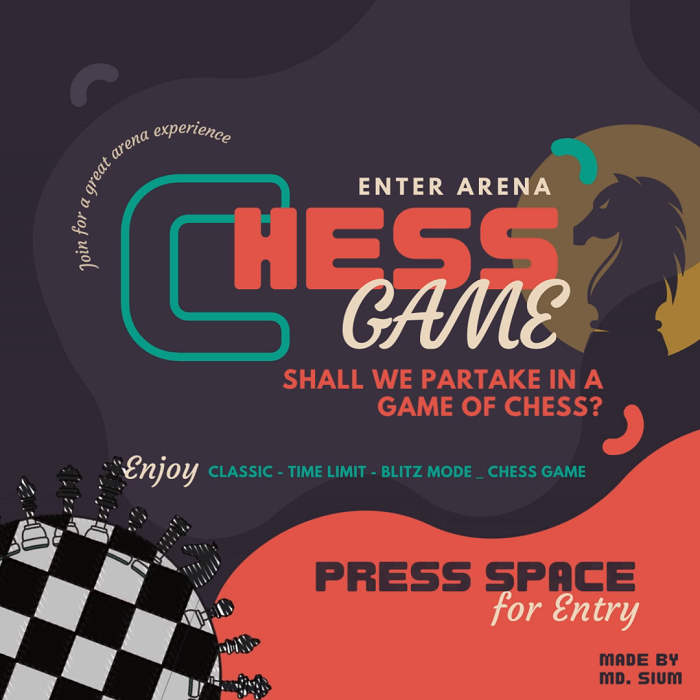 Join for a great arena experience
ENTER ARENA
CHESS
GAME
SHALL WE PARTAKE IN A
GAME OF CHESS?
Enjoy CLASSIC - TIME LIMIT - BLITZ MODE _ CHESS GAME
PRESS SPACE
for Entry
MADE BY
MD. SIUM